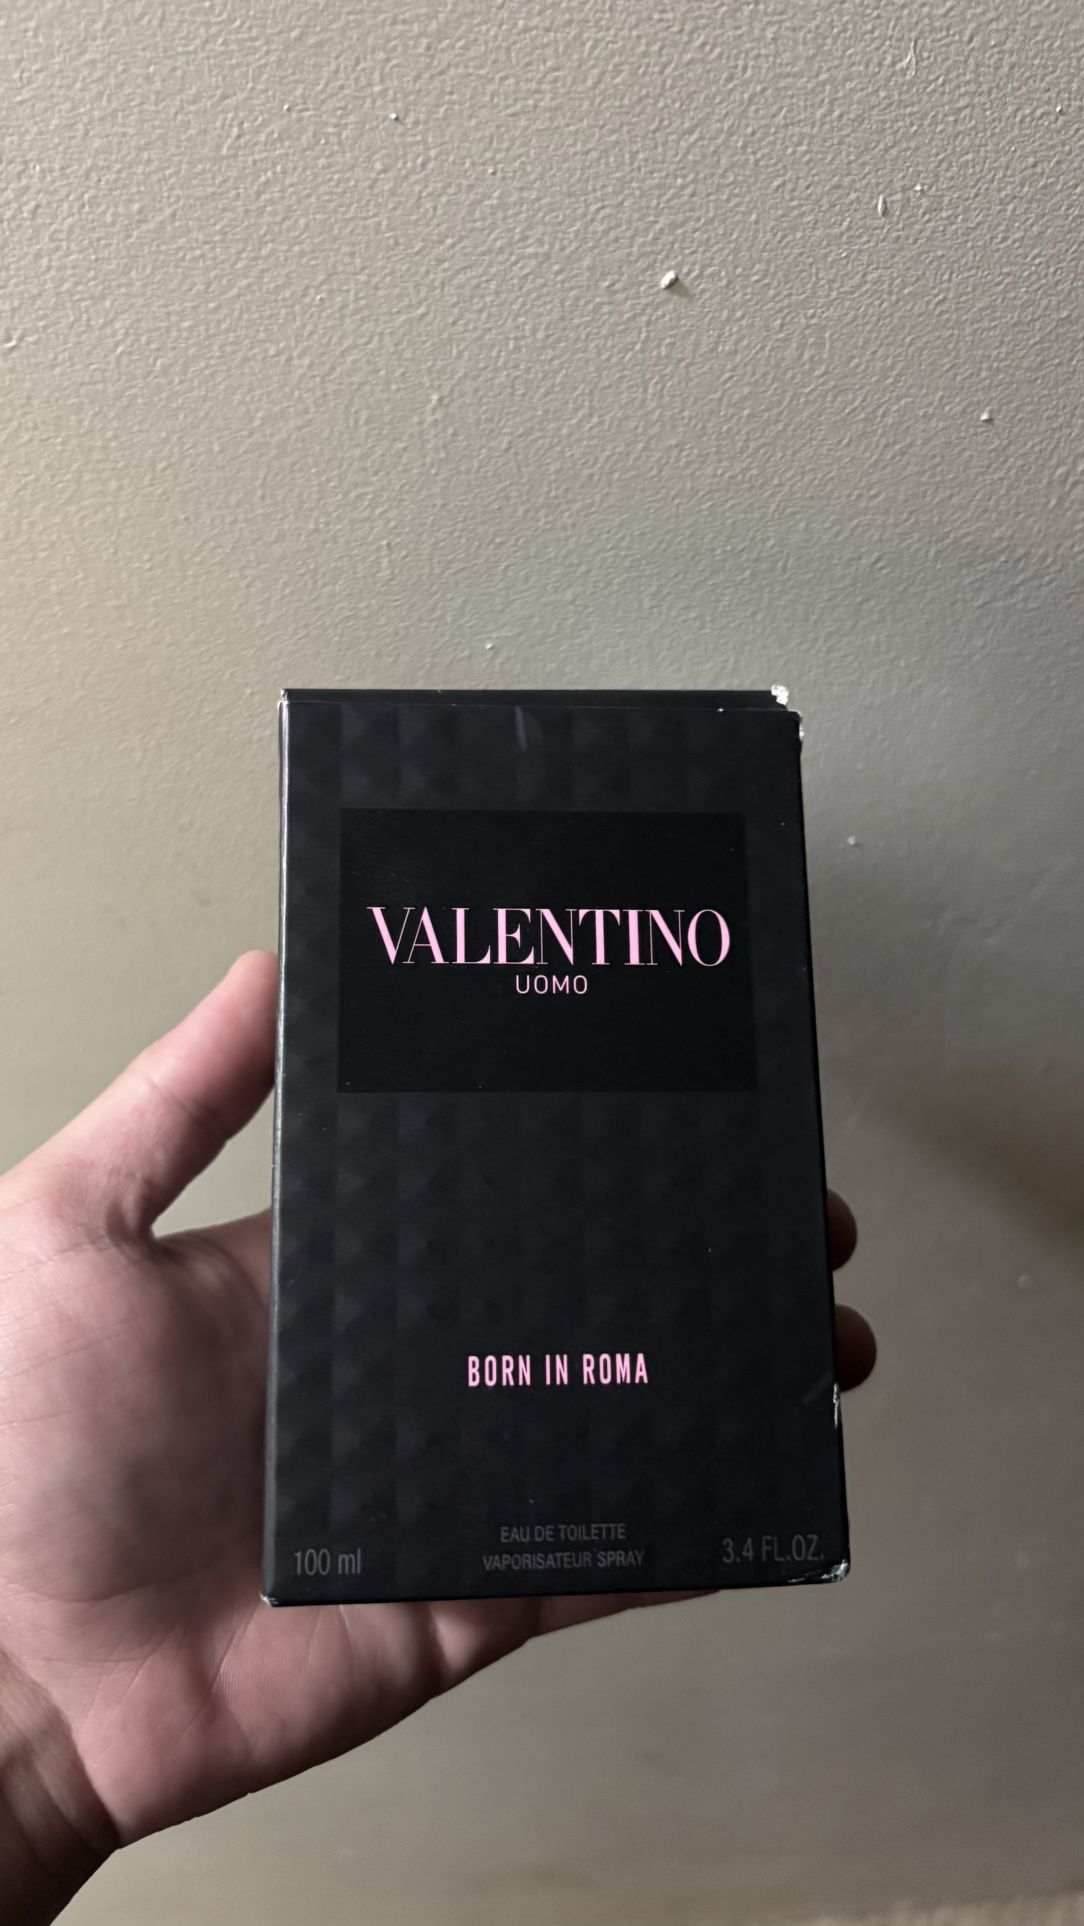 VALENTINO
UOMO
BORN IN ROMA
EAU DE TOILETTE
100 ml VAPORISATEUR SPRAY 3.4 FL.OZ.